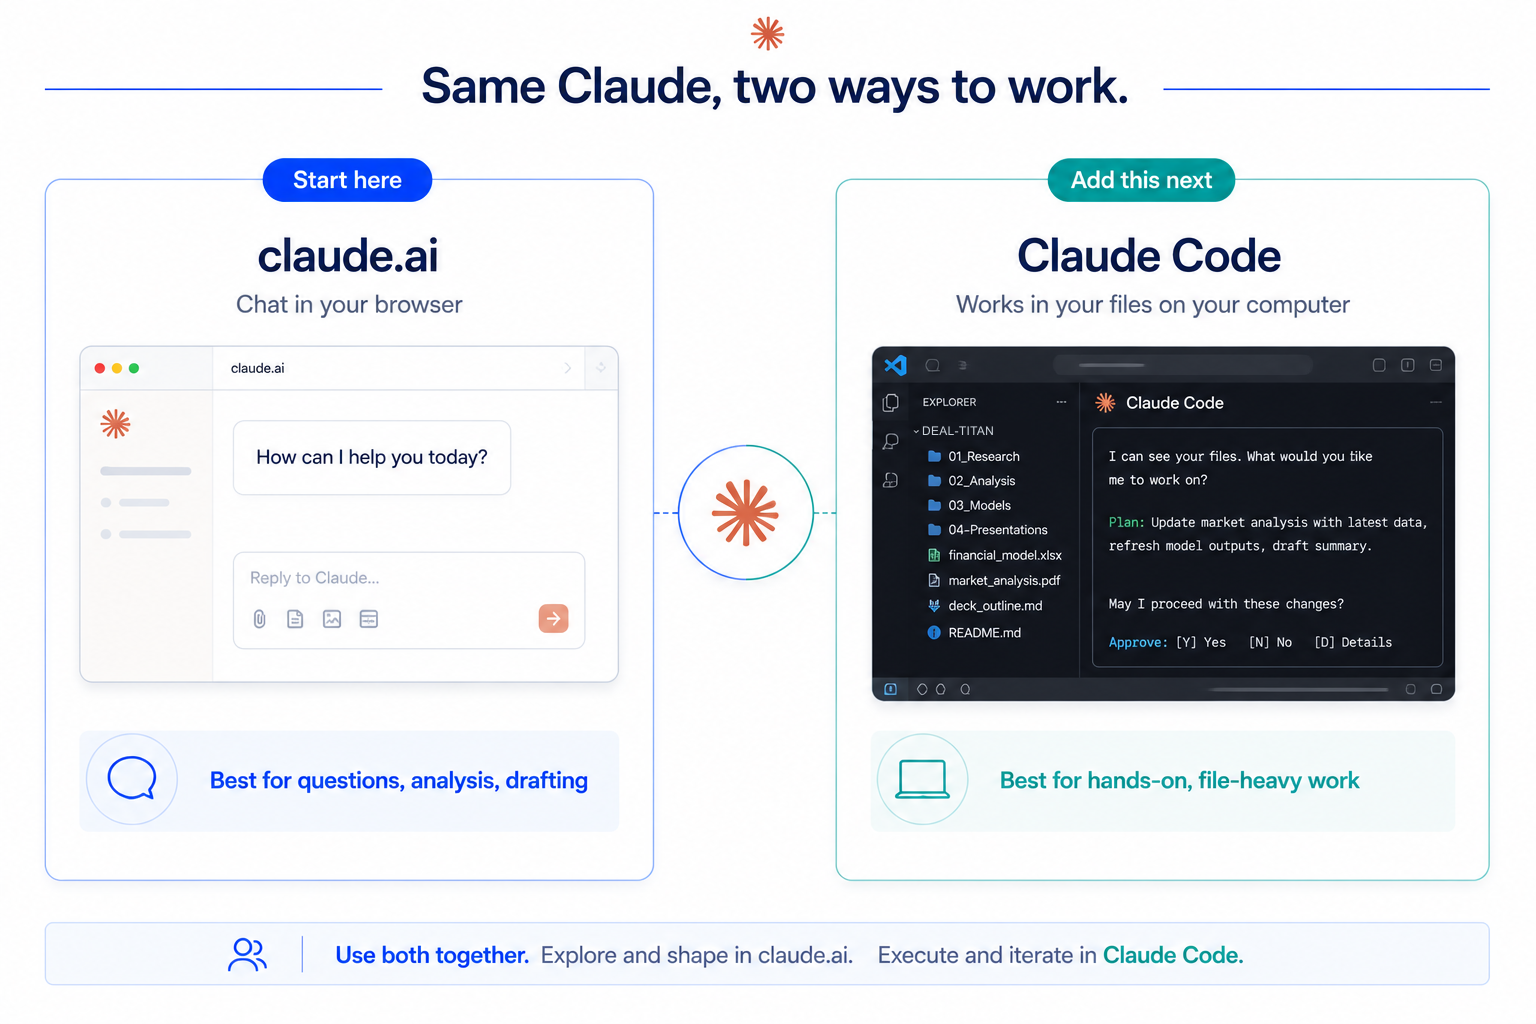 Same Claude, two ways to work.
Start here
claude.ai
Chat in your browser
claude.ai
How can I help you today?
Reply to Claude...
Best for questions, analysis, drafting
Add this next
Claude Code
Works in your files on your computer
EXPLORER
DEAL-TITAN
01_Research
02_Analysis
03_Models
04-Presentations
financial_model.xlsx
market_analysis.pdf
deck_outline.md
README.md
Claude Code
I can see your files. What would you like
me to work on?
Plan: Update market analysis with latest data,
refresh model outputs, draft summary.
May I proceed with these changes?
Approve: [Y] Yes [N] No [D] Details
Best for hands-on, file-heavy work
Use both together. Explore and shape in claude.ai. Execute and iterate in Claude Code.